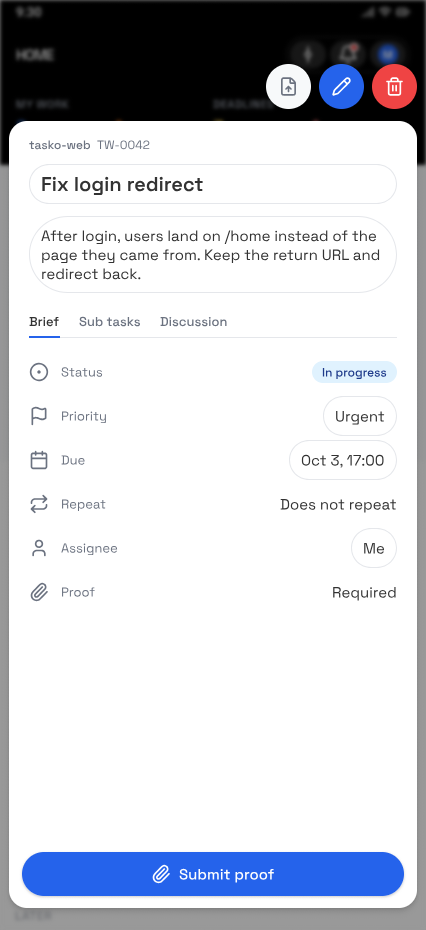 9:30
HOME
MY WORK
DEADLINES
tasko-web TW-0042
Fix login redirect
After login, users land on /home instead of the
page they came from. Keep the return URL and
redirect back.
Brief Sub tasks Discussion
Status In progress
Priority Urgent
Due Oct 3, 17:00
Repeat Does not repeat
Assignee Me
Proof Required
Submit proof
LATER